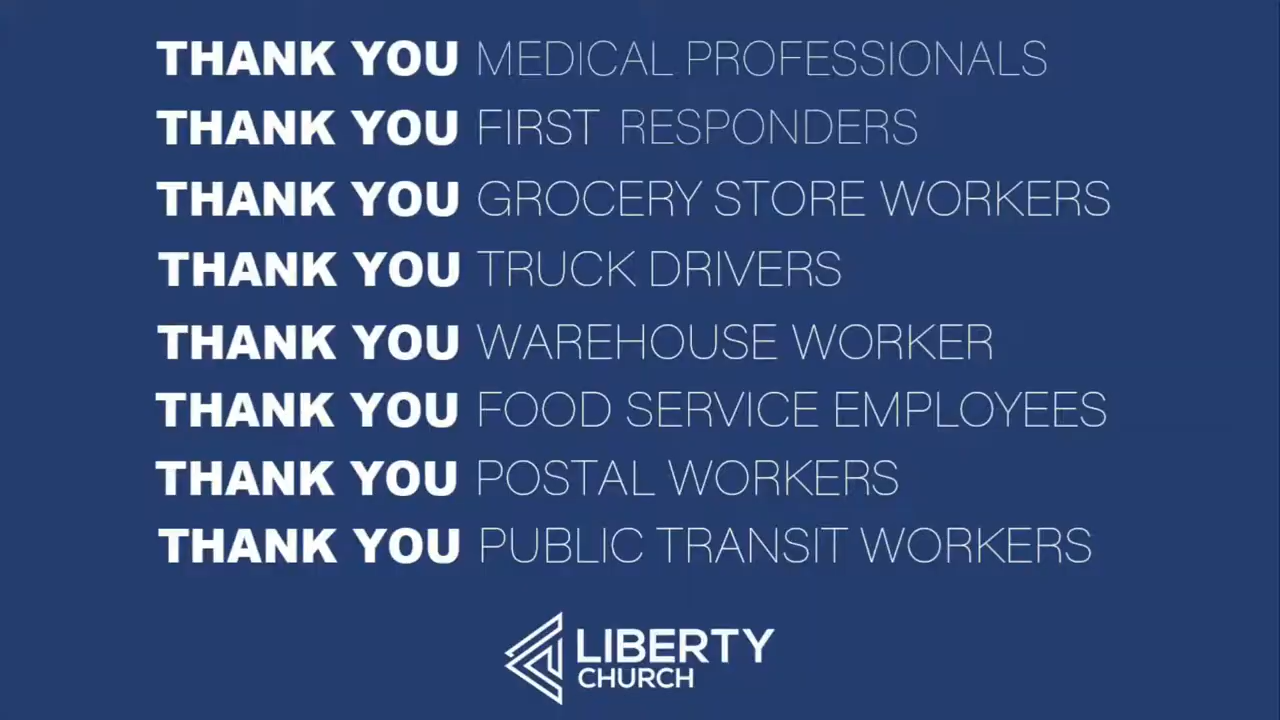 THANK YOU MEDICAL PROFESSIONALS
THANK YOU FIRST RESPONDERS
THANK YOU GROCERY STORE WORKERS
THANK YOU TRUCK DRIVERS
THANK YOU WAREHOUSE WORKER
THANK YOU FOOD SERVICE EMPLOYEES
THANK YOU POSTAL WORKERS
THANK YOU PUBLIC TRANSIT WORKERS
LIBERTY
CHURCH